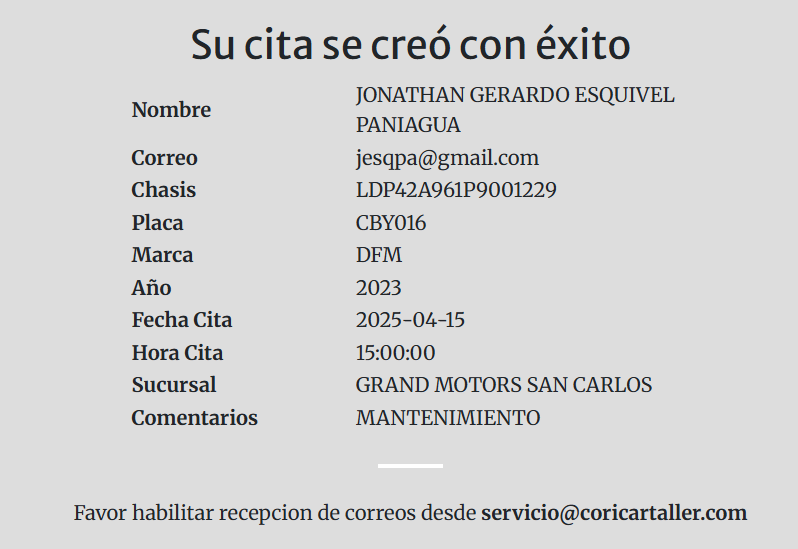 Su cita se creó con éxito
Nombre JONATHAN GERARDO ESQUIVEL
PANIAGUA
Correo jesqpa@gmail.com
Chasis LDP42A961P9001229
Placa CBY016
Marca DFM
Año 2023
Fecha Cita 2025-04-15
Hora Cita 15:00:00
Sucursal GRAND MOTORS SAN CARLOS
Comentarios MANTENIMIENTO
Favor habilitar recepcion de correos desde servicio@coricartaller.com